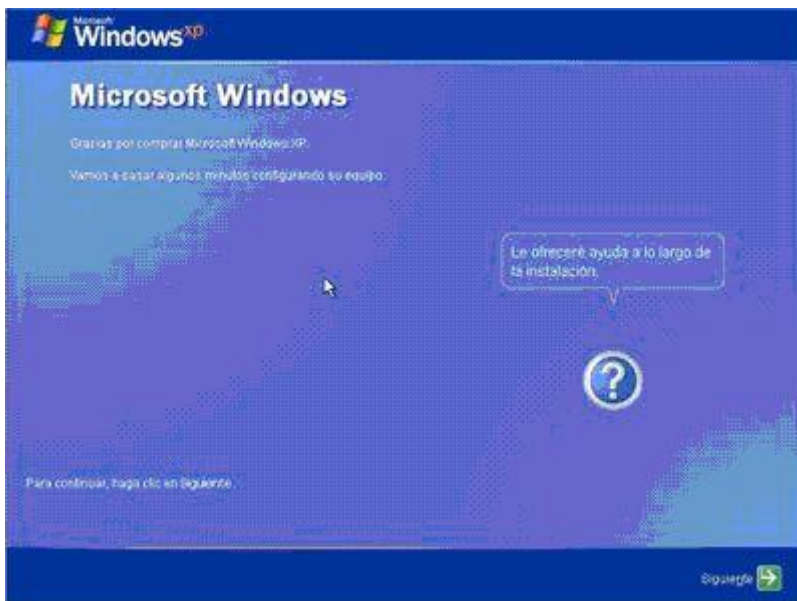 Microsoft
Windows xp
Microsoft Windows
Gracias por comprar Microsoft Windows XP.
Vamos a pasar algunos minutos configurando su equipo.
Le ofreceré ayuda a lo largo de
la instalación.
?
Para continuar, haga clic en Siguiente.
Siguiente